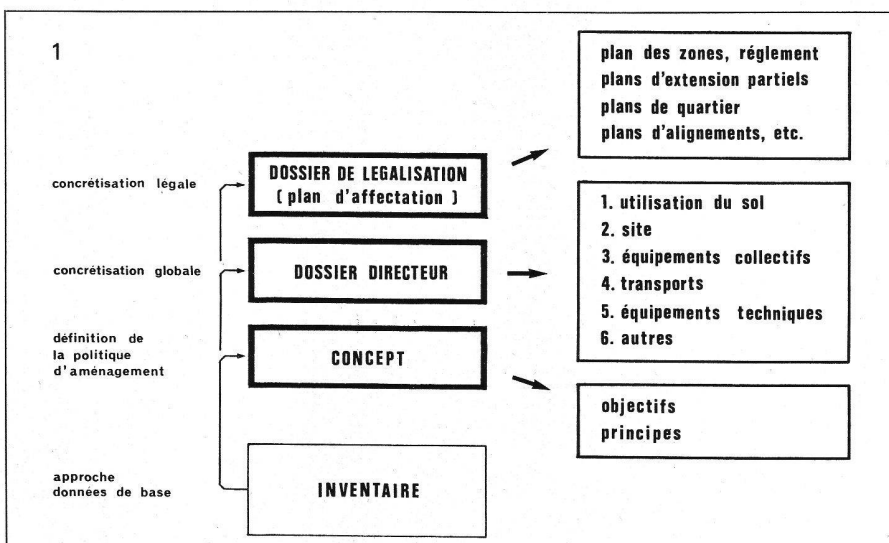 1
plan des zones, réglement
plans d'extension partiels
plans de quartier
plans d'alignements, etc.
concrétisation légale
DOSSIER DE LEGALISATION
( plan d'affectation )
1. utilisation du sol
2. site
3. équipements collectifs
4. transports
5. équipements techniques
6. autres
concrétisation globale
DOSSIER DIRECTEUR
définition de
la politique
d'aménagement
CONCEPT
objectifs
principes
approche
données de base
INVENTAIRE